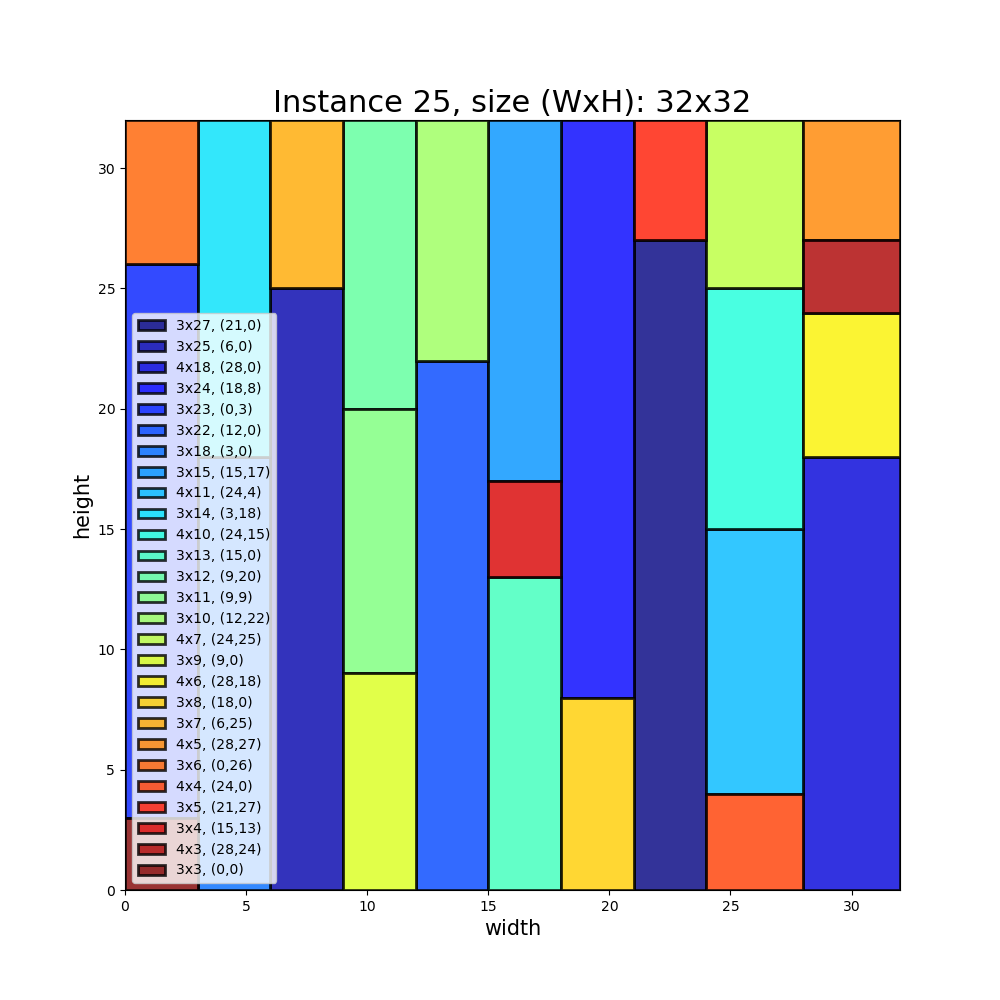 Instance 25, size (WxH): 32x32
30
25
20
15
10
5
0
height
3x27, (21,0)
3x25, (6,0)
4x18, (28,0)
3x24, (18,8)
3x23, (0,3)
3x22, (12,0)
3x18, (3,0)
3x15, (15,17)
4x11, (24,4)
3x14, (3,18)
4x10, (24,15)
3x13, (15,0)
3x12, (9,20)
3x11, (9,9)
3x10, (12,22)
4x7, (24,25)
3x9, (9,0)
4x6, (28,18)
3x8, (18,0)
3x7, (6,25)
4x5, (28,27)
3x6, (0,26)
4x4, (24,0)
3x5, (21,27)
3x4, (15,13)
4x3, (28,24)
3x3, (0,0)
0 5 10 15 20 25 30
width